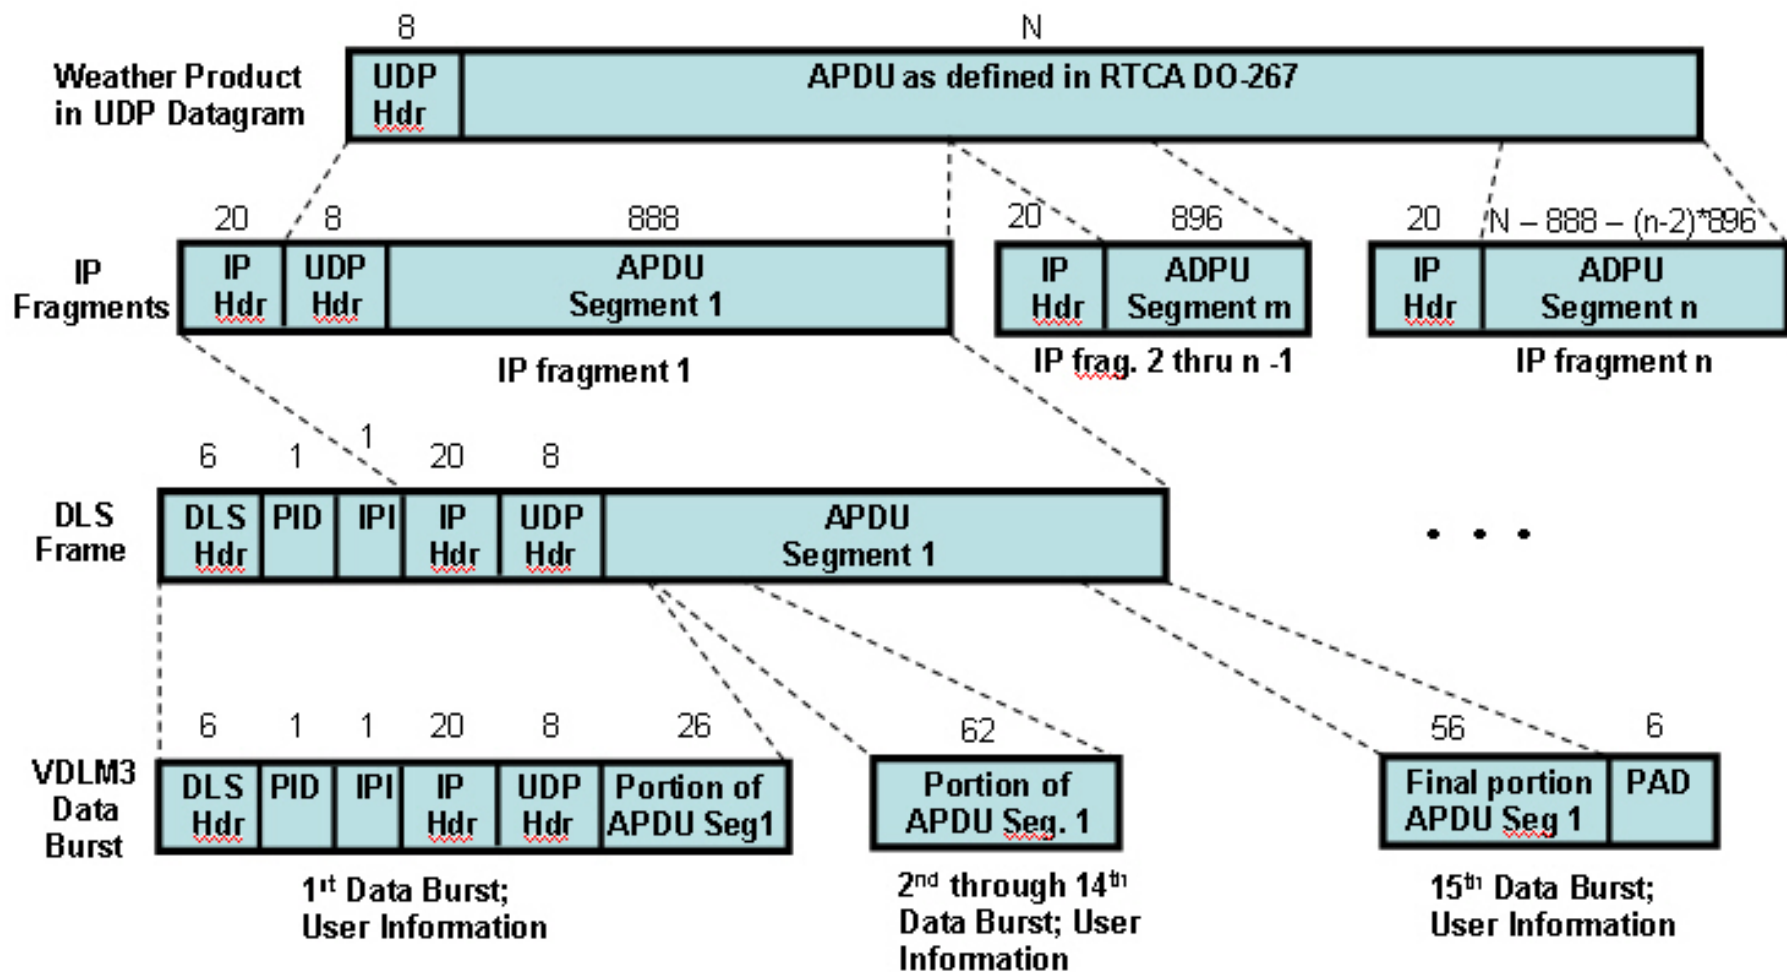 8 N
Weather Product
in UDP Datagram
UDP
Hdr
APDU as defined in RTCA DO-267
20 8 888 20 896 20 N – 888 – (n-2)*896
IP
Fragments
IP
Hdr
UDP
Hdr
APDU
Segment 1
IP
Hdr
ADPU
Segment m
IP
Hdr
ADPU
Segment n
IP fragment 1
IP frag. 2 thru n -1
IP fragment n
6 1 1 20 8
DLS
Frame
DLS
Hdr
PID
IPI
IP
Hdr
UDP
Hdr
APDU
Segment 1
• • •
6 1 1 20 8 26 62 56 6
VDLM3
Data
Burst
DLS
Hdr
PID
IPI
IP
Hdr
UDP
Hdr
Portion of
APDU Seg1
Portion of
APDU Seg. 1
Final portion
APDU Seg 1
PAD
1st Data Burst;
User Information
2nd through 14th
Data Burst; User
Information
15th Data Burst;
User Information